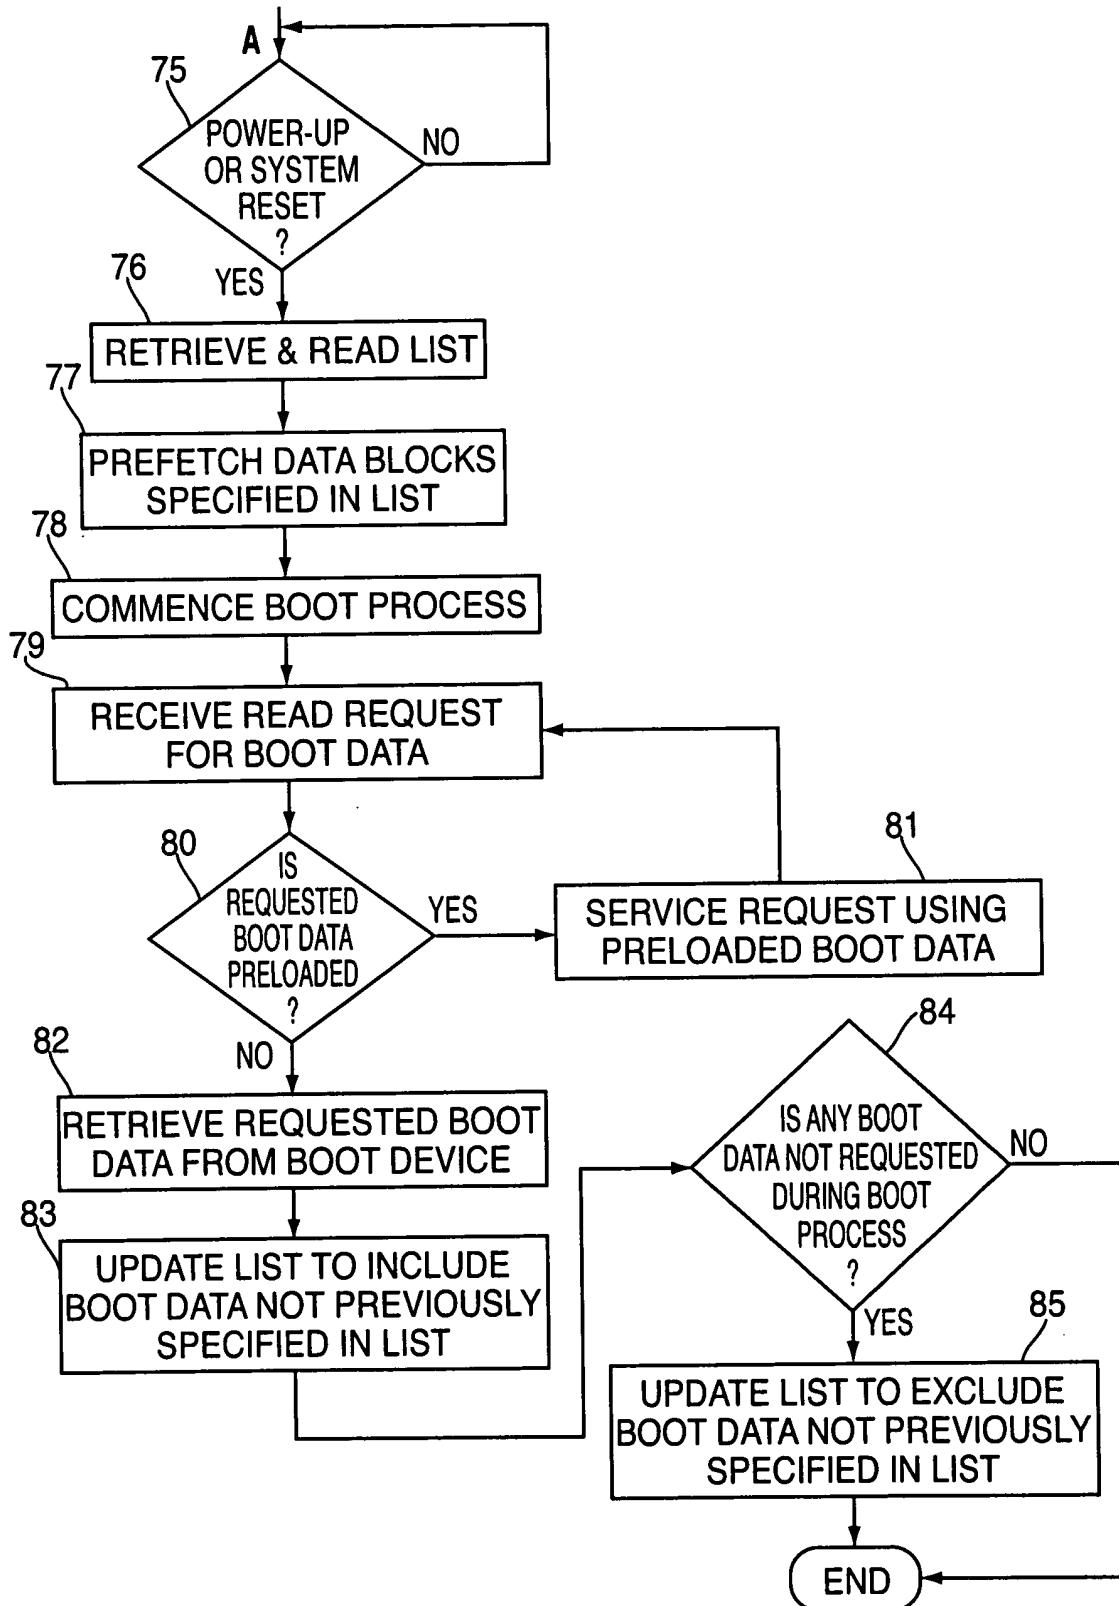 A
75
POWER-UP
OR SYSTEM
RESET
?
NO
YES
76
RETRIEVE & READ LIST
77
PREFETCH DATA BLOCKS
SPECIFIED IN LIST
78
COMMENCE BOOT PROCESS
79
RECEIVE READ REQUEST
FOR BOOT DATA
80
IS
REQUESTED
BOOT DATA
PRELOADED
?
YES
81
SERVICE REQUEST USING
PRELOADED BOOT DATA
NO
82
RETRIEVE REQUESTED BOOT
DATA FROM BOOT DEVICE
83
UPDATE LIST TO INCLUDE
BOOT DATA NOT PREVIOUSLY
SPECIFIED IN LIST
84
IS ANY BOOT
DATA NOT REQUESTED
DURING BOOT
PROCESS
?
NO
YES
85
UPDATE LIST TO EXCLUDE
BOOT DATA NOT PREVIOUSLY
SPECIFIED IN LIST
END